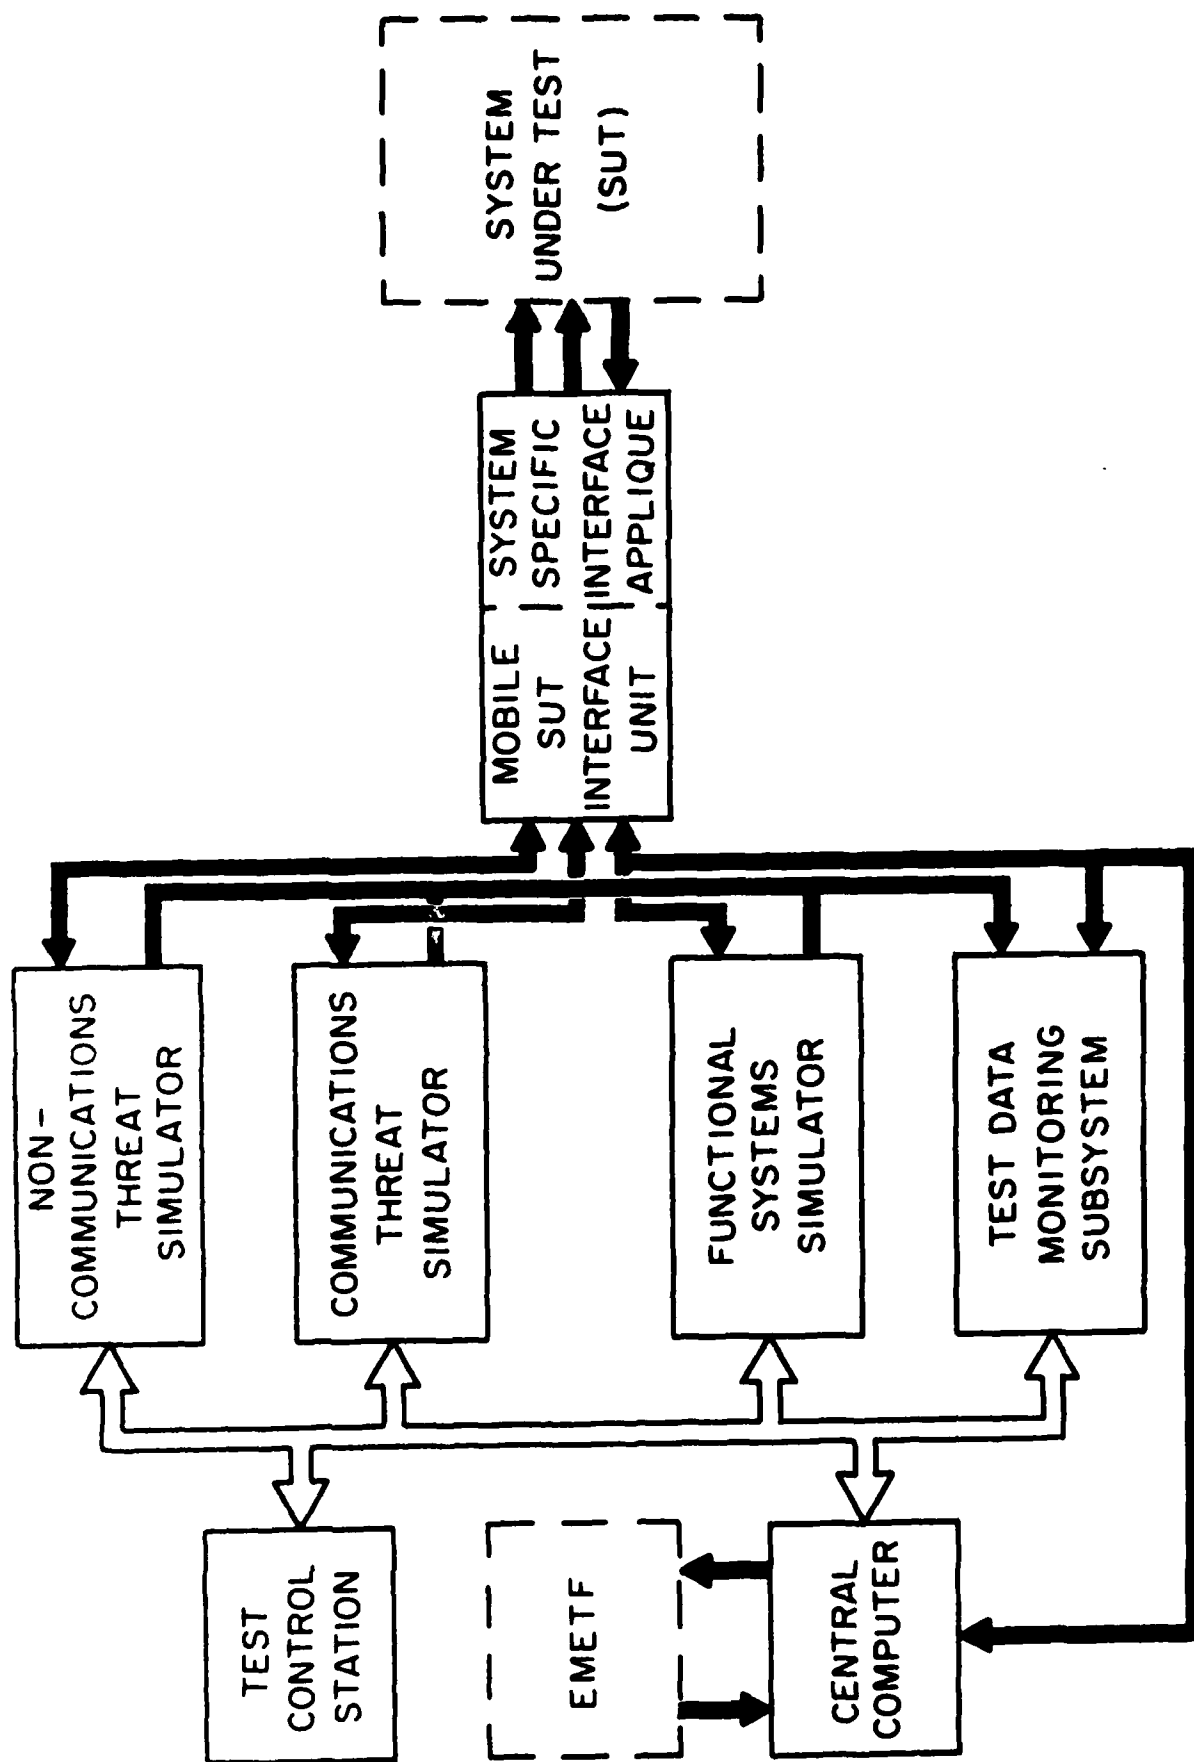 TEST
CONTROL
STATION
EMETF
CENTRAL
COMPUTER
NON-
COMMUNICATIONS
THREAT
SIMULATOR
COMMUNICATIONS
THREAT
SIMULATOR
FUNCTIONAL
SYSTEMS
SIMULATOR
TEST DATA
MONITORING
SUBSYSTEM
MOBILE
SUT
INTERFACE
UNIT
SYSTEM
SPECIFIC
INTERFACE
APPLIQUE
SYSTEM
UNDER TEST
(SUT)